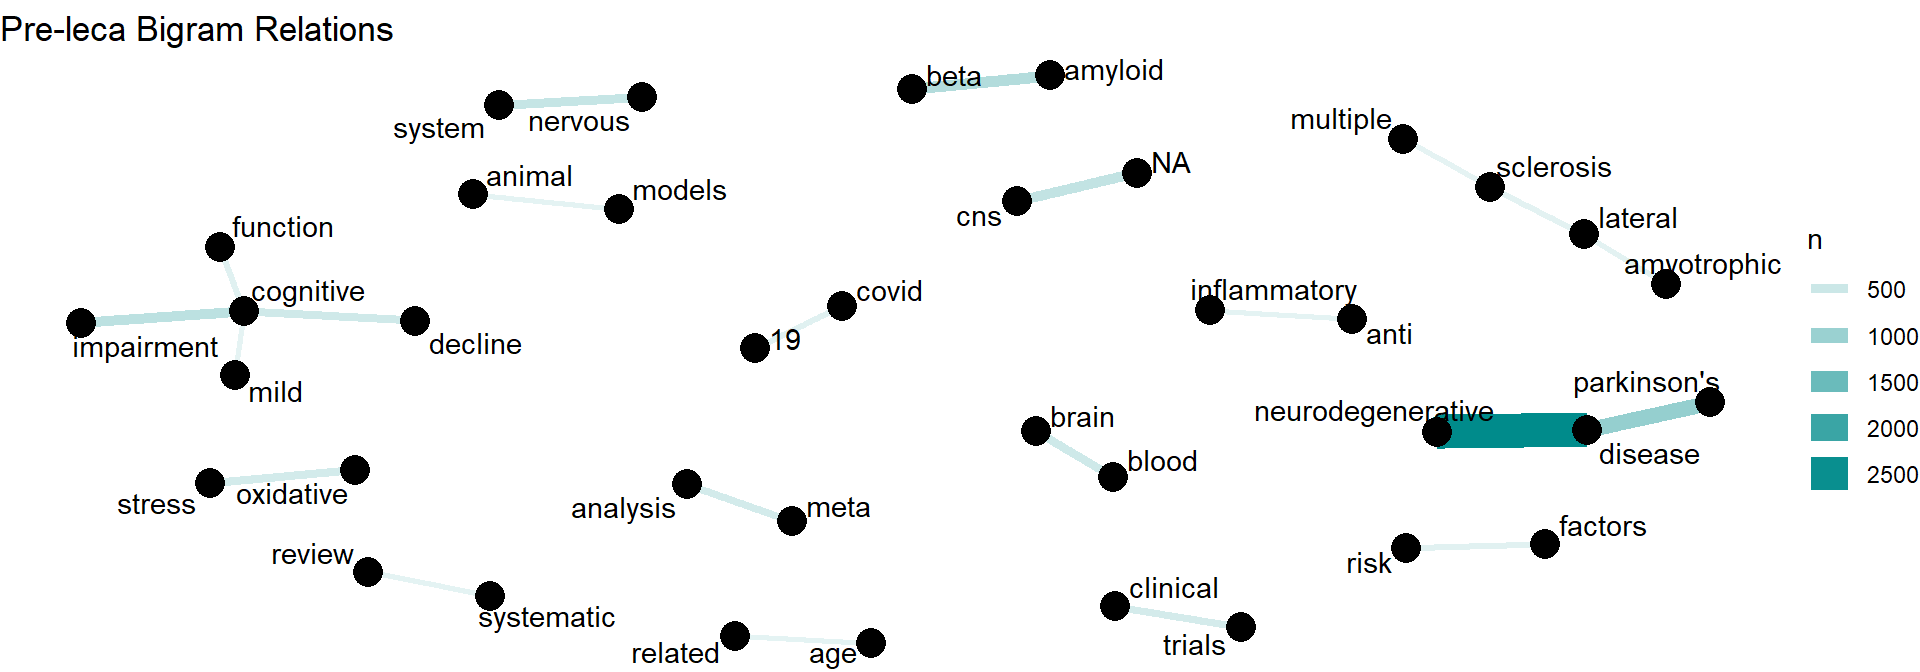 Pre-leca Bigram Relations
beta
amyloid
system
nervous
multiple
NA
sclerosis
animal
models
cns
lateral
function
n
amyotrophic
cognitive
covid
inflammatory
500
impairment
decline
19
anti
1000
mild
parkinson's
1500
brain
neurodegenerative
2000
blood
disease
2500
stress
oxidative
analysis
meta
review
factors
risk
systematic
clinical
related
age
trials